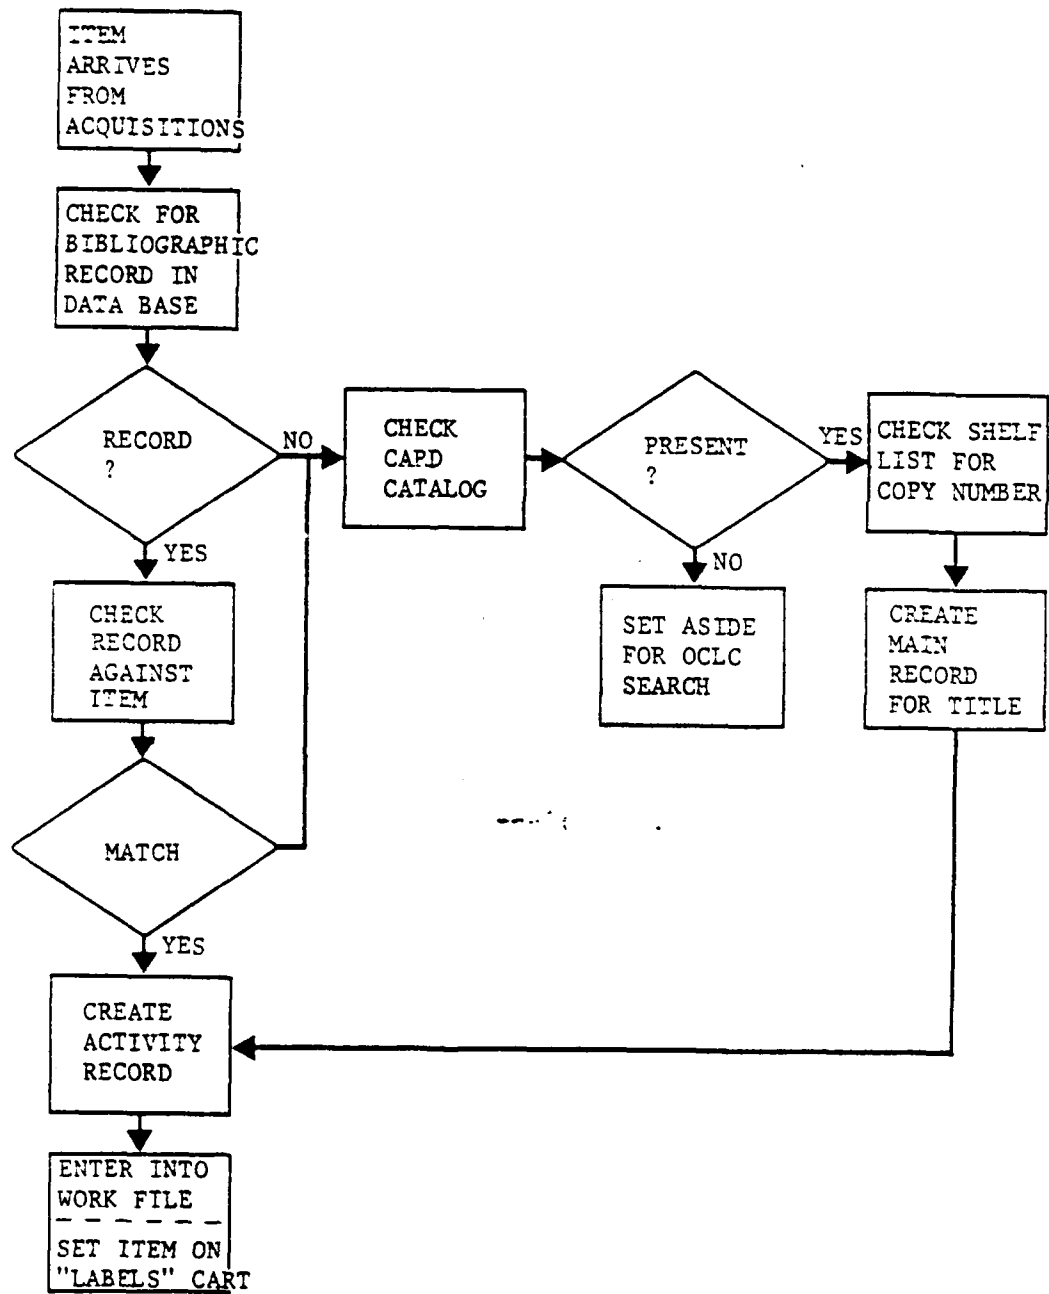 ITEM
ARRIVES
FROM
ACQUISITIONS
CHECK FOR
BIBLIOGRAPHIC
RECORD IN
DATA BASE
RECORD
?
NO
YES
CHECK
CARD
CATALOG
PRESENT
?
YES
NO
CHECK SHELF
LIST FOR
COPY NUMBER
SET ASIDE
FOR OCLC
SEARCH
CREATE
MAIN
RECORD
FOR TITLE
CHECK
RECORD
AGAINST
ITEM
MATCH
YES
CREATE
ACTIVITY
RECORD
ENTER INTO
WORK FILE
SET ITEM ON
"LABELS" CART